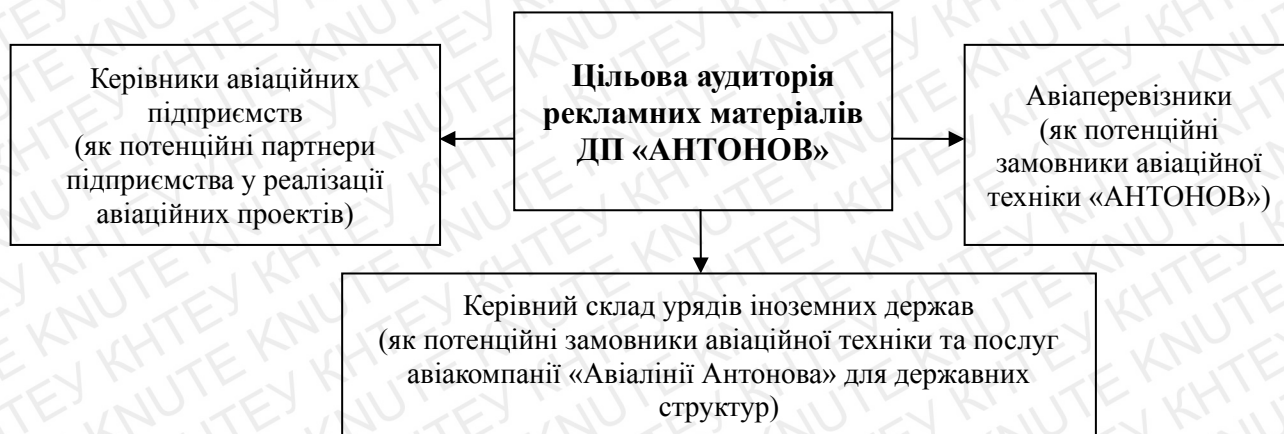 Керівники авіаційних
підприємств
(як потенційні партнери
підприємства у реалізації
авіаційних проектів)
Цільова аудиторія
рекламних матеріалів
ДП «АНТОНОВ»
Авіаперевізники
(як потенційні
замовники авіаційної
техніки «АНТОНОВ»)
Керівний склад урядів іноземних держав
(як потенційні замовники авіаційної техніки та послуг
авіакомпанії «Авіалінії Антонова» для державних
структур)